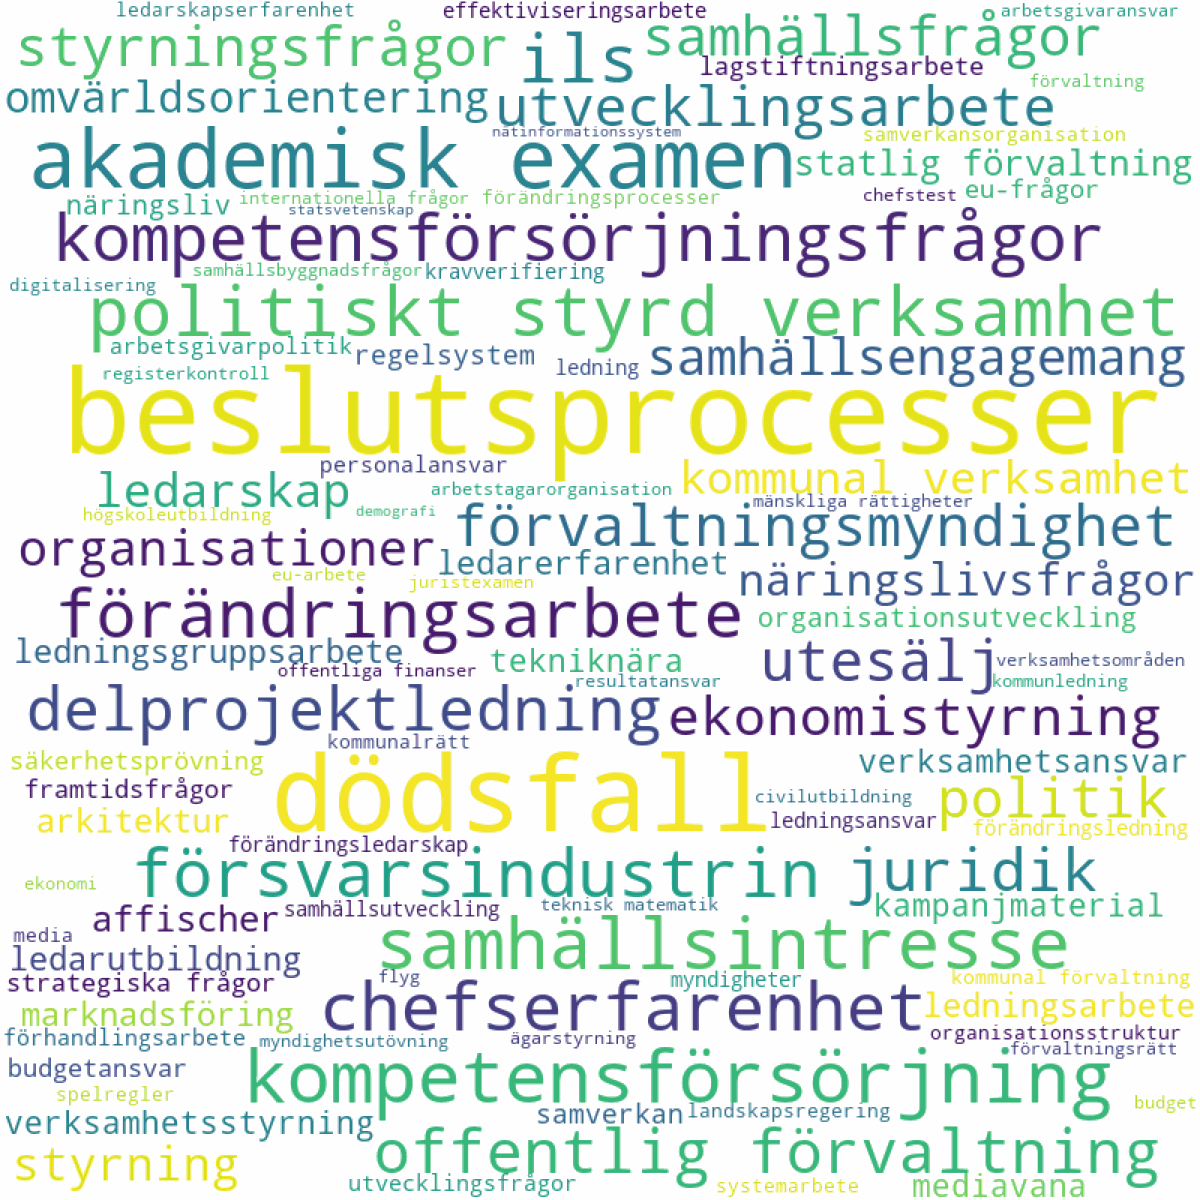 ledarskapserfarenhet
effektiviseringsarbete
arbetsgivaransvar
styrningsfrågor
ils
samhällsfrågor
lagstiftningsarbete
förvaltning
omvärldsorientering
utvecklingsarbete
nätinformationssystem
samverkansorganisation
akademisk examen
statlig förvaltning
näringsliv
internationella frågor
förändringsprocesser
chefstest
eu-frågor
statsvetenskap
kompetensförsörjningsfrågor
samhällsbyggnadsfrågor
kravverifiering
digitalisering
politiskt styrd verksamhet
arbetsgivarpolitik
regelsystem
ledning
samhällsengagemang
registerkontroll
beslutsprocesser
personalansvar
kommunal verksamhet
ledarskap
arbetstagarorganisation
mänskliga rättigheter
högskoleutbildning
demografi
förvaltningsmyndighet
organisationer
ledarerfarenhet
eu-arbete
juristexamen
näringslivsfrågor
förändringsarbete
organisationsutveckling
ledningsgruppsarbete
offentliga finanser
tekniknära
utesälj
verksamhetsområden
resultatansvar
kommunledning
delprojektledning
ekonomistyrning
kommunalrätt
säkerhetsprövning
dödsfall
verksamhetsansvar
framtidsfrågor
civilutbildning
politik
arkitektur
ledningsansvar
förändringsledning
förändringsledarskap
försvarsindustrin
juridik
ekonomi
affischer
samhällsutveckling
teknisk matematik
kampanjmaterial
media
samhällsintresse
ledarutbildning
strategiska frågor
flyg
myndigheter
kommunal förvaltning
marknadsföring
chefserfarenhet
ledningsarbete
förhandlingsarbete
myndighetsutövning
ägarstyrning
organisationsstruktur
förvaltningsrätt
budgetansvar
kompetensförsörjning
spelregler
budget
verksamhetsstyrning
samverkan
landskapsregering
styrning
offentlig förvaltning
utvecklingsfrågor
systemarbete
mediavana